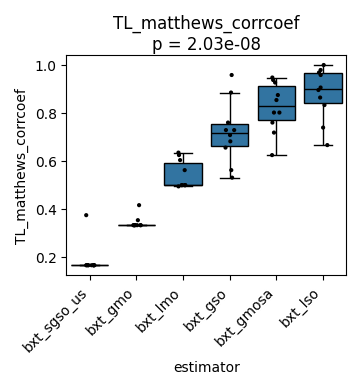 TL_matthews_corrcoef
p = 2.03e-08
TL_matthews_corrcoef
1.0
0.8
0.6
0.4
0.2
bxt_sgso_us
bxt_gmo
bxt_lmo
bxt_gso
bxt_gmosa
bxt_lso
estimator